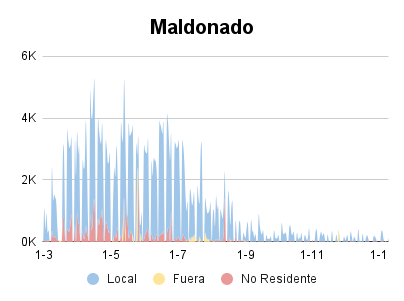 Maldonado
6K
4K
2K
0K
1-3 1-5 1-7 1-9 1-11 1-1
Local Fuera No Residente